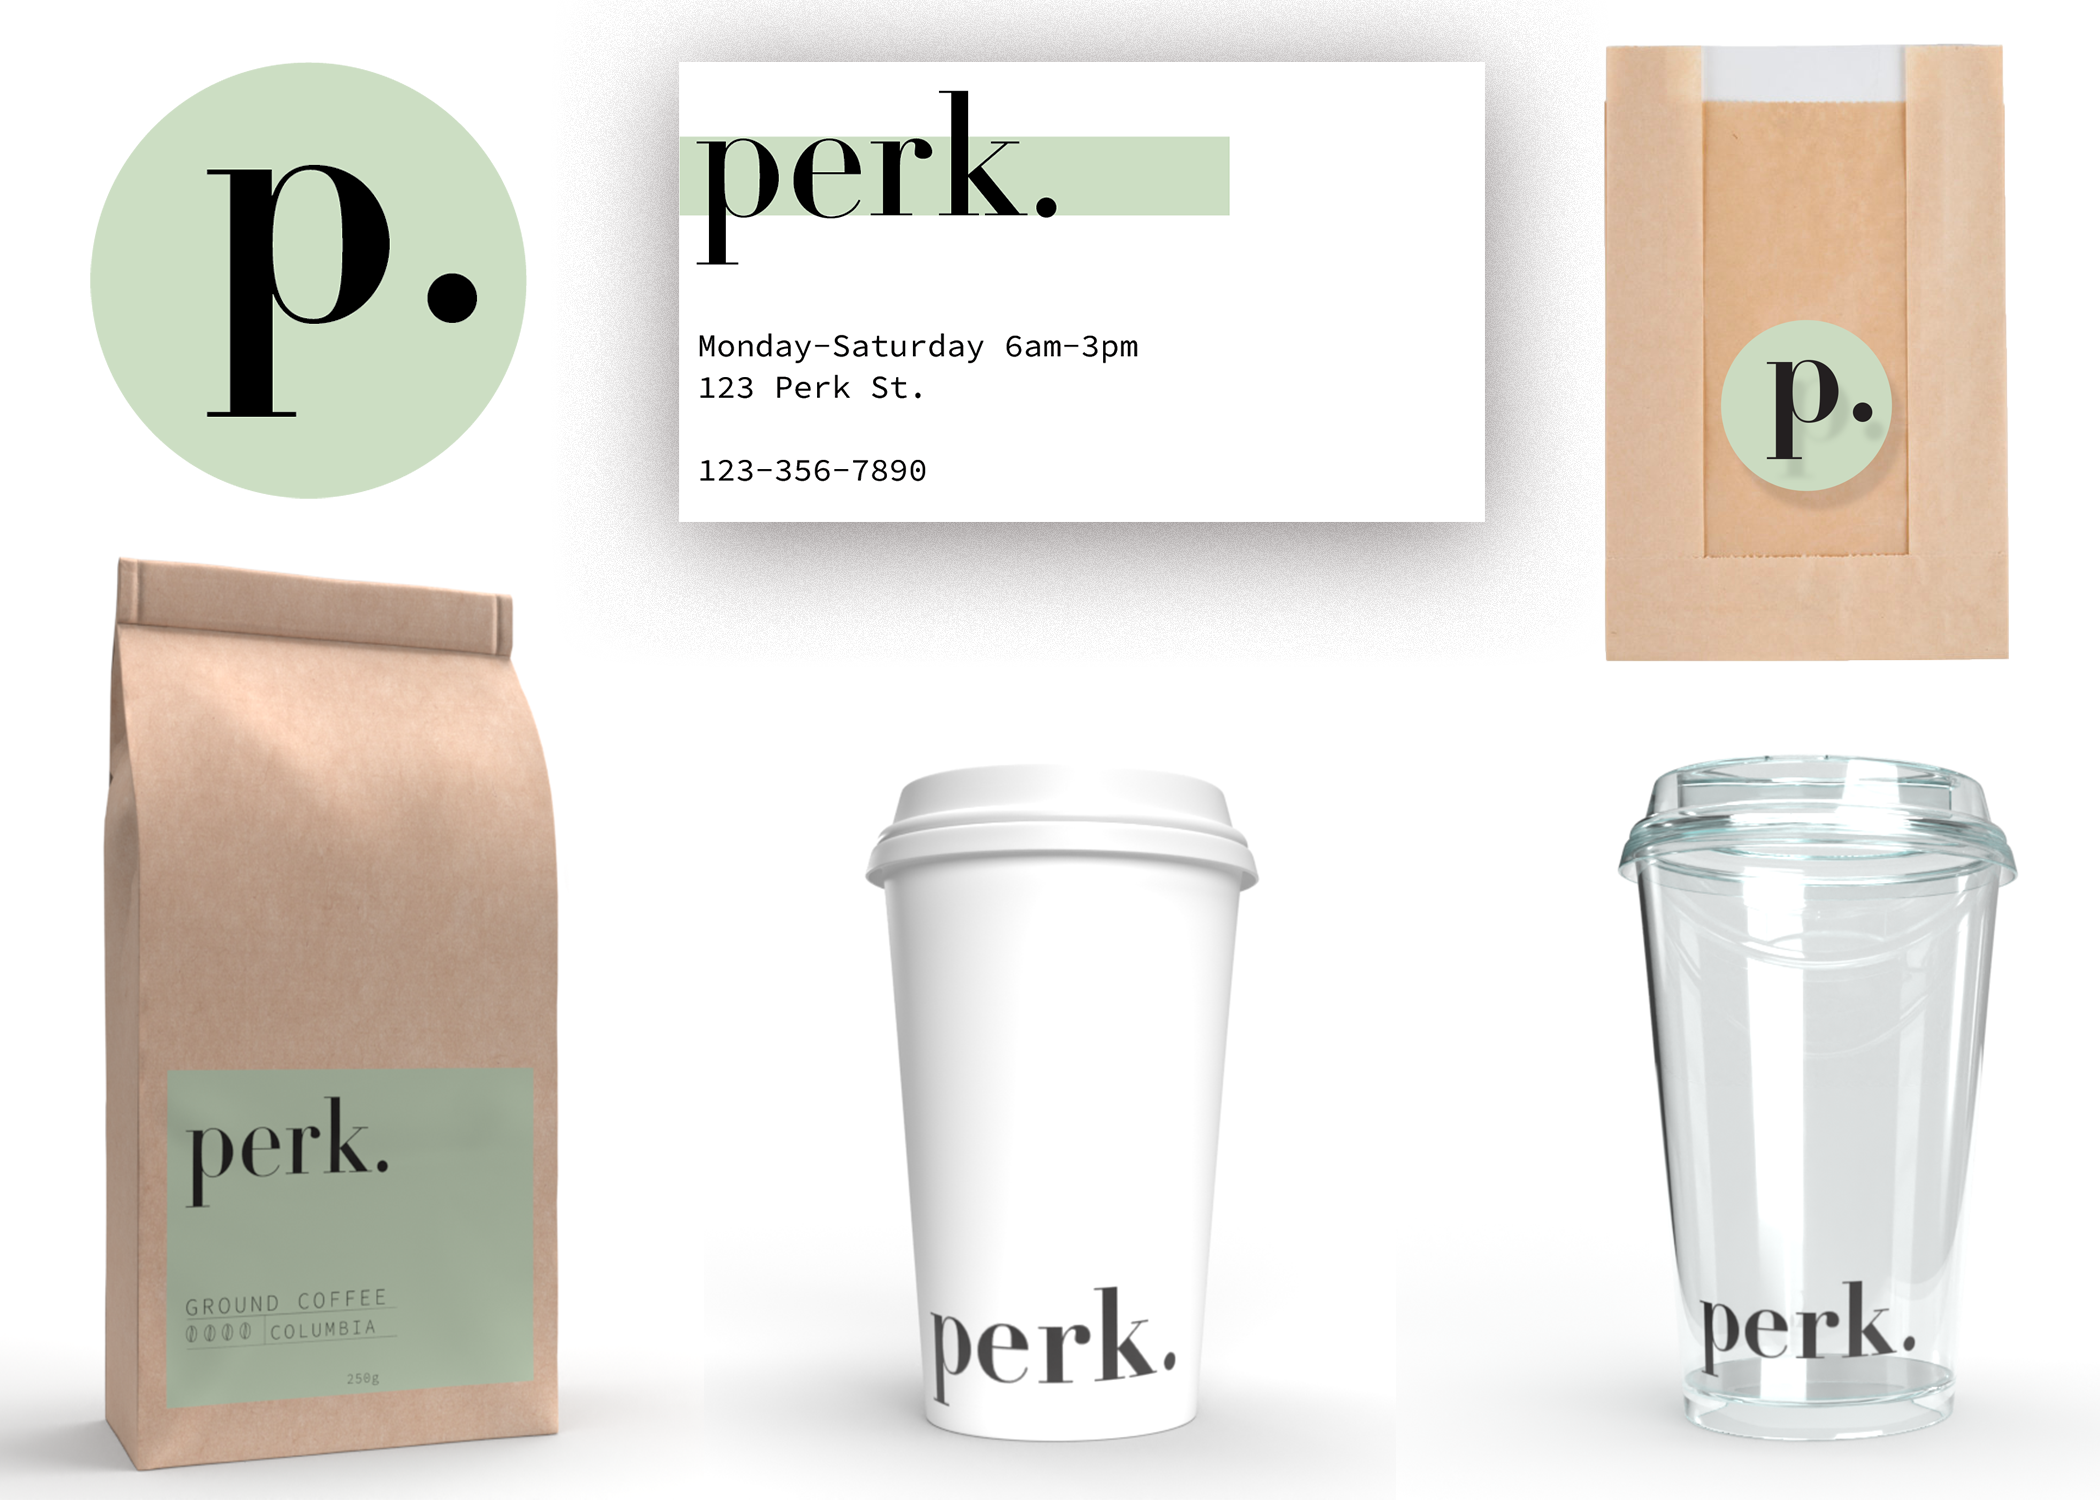 p.
perk.
Monday-Saturday 6am-3pm
123 Perk St.
123-356-7890
p.
perk.
GROUND COFFEE
COLUMBIA
250g
perk.
perk.